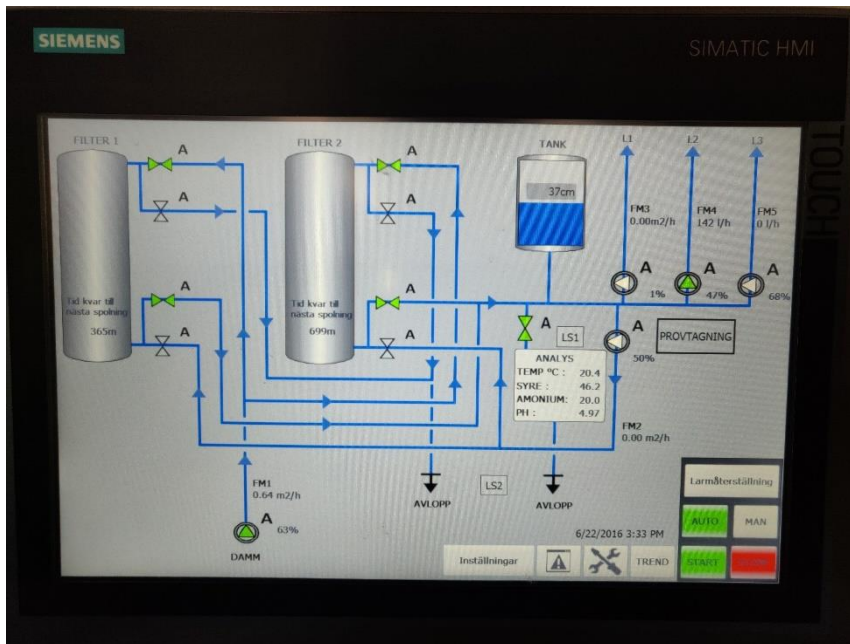 SIEMENS
SIMATIC HMI
TOUCH
FILTER 1
A
A
Tid kvar till
nästa spolning
365m
A
A
FILTER 2
A
A
Tid kvar till
nästa spolning
699m
A
A
TANK
37cm
L1
L2
L3
FM3
0.00m2/h
FM4
142 l/h
FM5
0 l/h
A
1%
A
47%
A
68%
A
LS1
A
50%
PROVTAGNING
ANALYS
TEMP °C : 20.4
SYRE : 46.2
AMONIUM: 20.0
PH : 4.97
FM2
0.00 m2/h
FM1
0.64 m2/h
A
63%
DAMM
AVLOPP
LS2
AVLOPP
Larmåterställning
AUTO
MAN
6/22/2016 3:33 PM
Inställningar
TREND
START